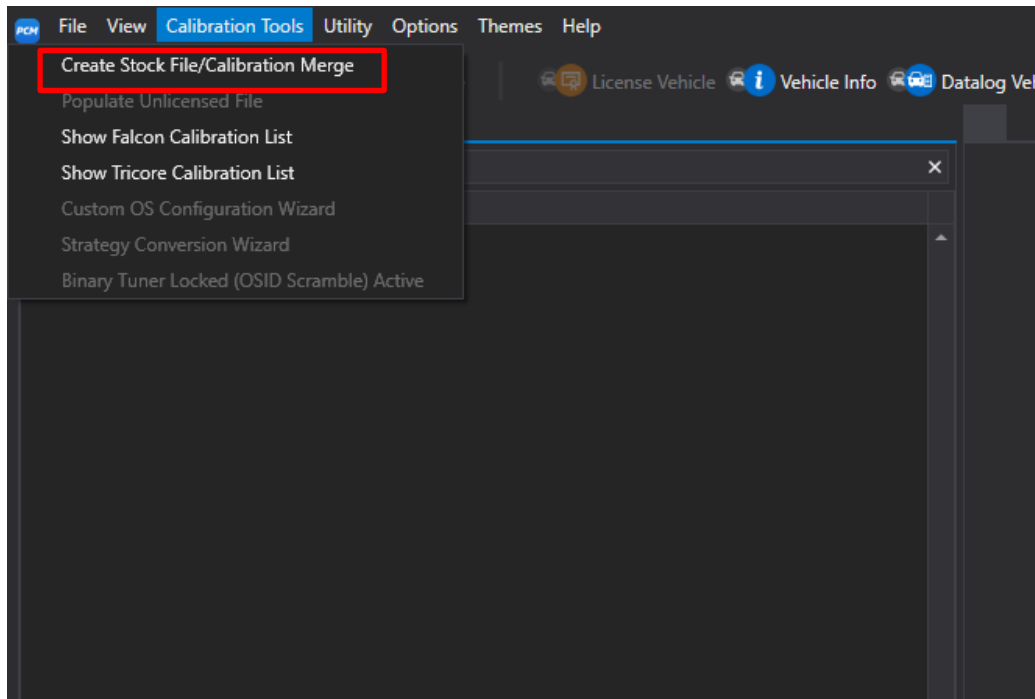 PCM File View Calibration Tools Utility Options Themes Help
Create Stock File/Calibration Merge
License Vehicle Vehicle Info Datalog
Populate Unlicensed File
Show Falcon Calibration List
Show Tricore Calibration List
Custom OS Configuration Wizard
Strategy Conversion Wizard
Binary Tuner Locked (OSID Scramble) Active